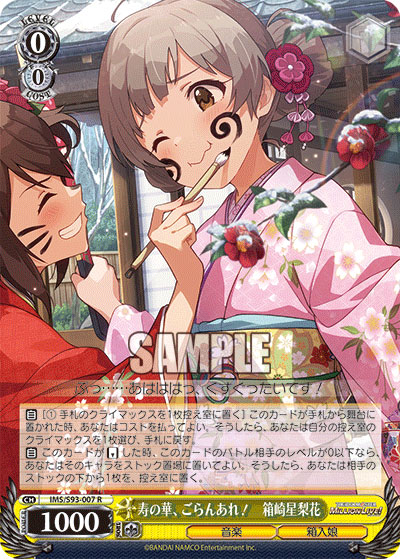 LEVEL
0
0
COST
SAMPLE
ふっ……あはははっ、くすぐったいです！
自［⑴ 手札のクライマックスを1枚控え室に置く］このカードが手札から舞台
に置かれた時、あなたはコストを払ってよい。そうしたら、あなたは自分の控え室
のクライマックスを1枚選び、手札に戻す。
自 このカードが した時、このカードのバトル相手のレベルが0以下なら、
あなたはそのキャラをストック置場に置いてよい。そうしたら、あなたは相手の
ストックの下から1枚を、控え室に置く。
CH IMS/S93-007 R
POWER
1000
寿の華、ごらんあれ！ 箱崎星梨花
音楽
箱入娘
©BANDAI NAMCO Entertainment Inc.